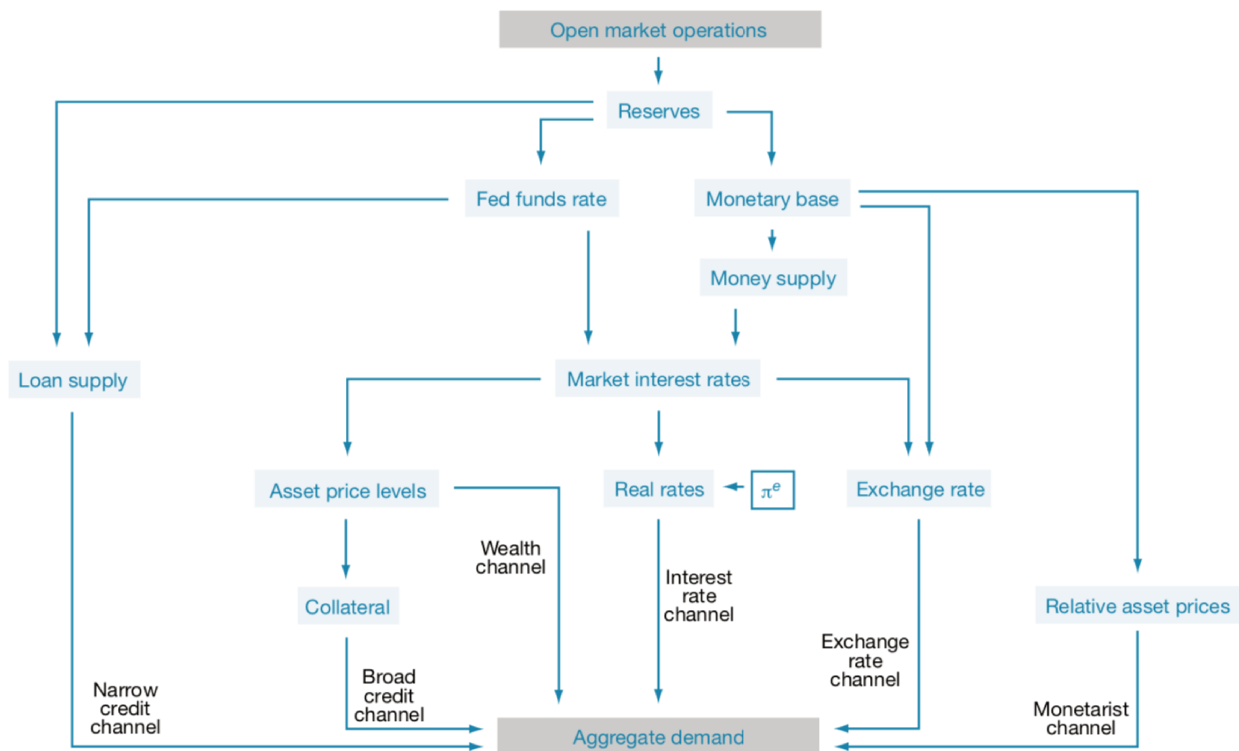 Open market operations
Reserves
Fed funds rate
Monetary base
Money supply
Loan supply
Market interest rates
Asset price levels
Real rates
πᵉ
Exchange rate
Wealth
channel
Interest
rate
channel
Collateral
Relative asset prices
Exchange
rate
channel
Broad
credit
channel
Narrow
credit
channel
Monetarist
channel
Aggregate demand